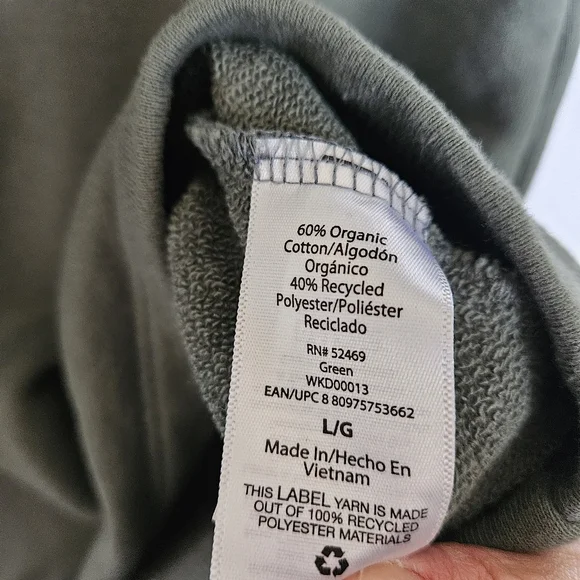 60% Organic
Cotton/Algodón
Orgánico
40% Recycled
Polyester/Poliéster
Reciclado
RN# 52469
Green
WKD00013
EAN/UPC 8 80975753662
L/G
Made In/Hecho En
Vietnam
THIS LABEL YARN IS MADE
OUT OF 100% RECYCLED
POLYESTER MATERIALS